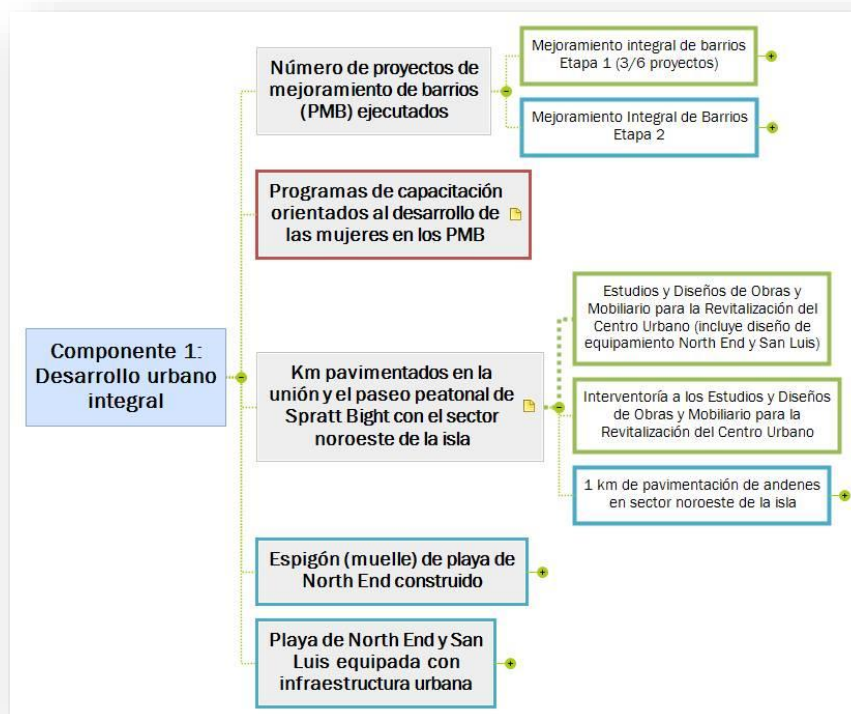 Componente 1:
Desarrollo urbano
integral
Número de proyectos de
mejoramiento de barrios
(PMB) ejecutados
Mejoramiento integral de barrios
Etapa 1 (3/6 proyectos)
Mejoramiento Integral de Barrios
Etapa 2
Programas de capacitación
orientados al desarrollo de
las mujeres en los PMB
Km pavimentados en la
unión y el paseo peatonal de
Spratt Bight con el sector
noroeste de la isla
Estudios y Diseños de Obras y
Mobiliario para la Revitalización del
Centro Urbano (incluye diseño de
equipamiento North End y San Luis)
Interventoría a los Estudios y Diseños
de Obras y Mobiliario para la
Revitalización del Centro Urbano
1 km de pavimentación de andenes
en sector noroeste de la isla
Espigón (muelle) de playa de
North End construido
Playa de North End y San
Luis equipada con
infraestructura urbana